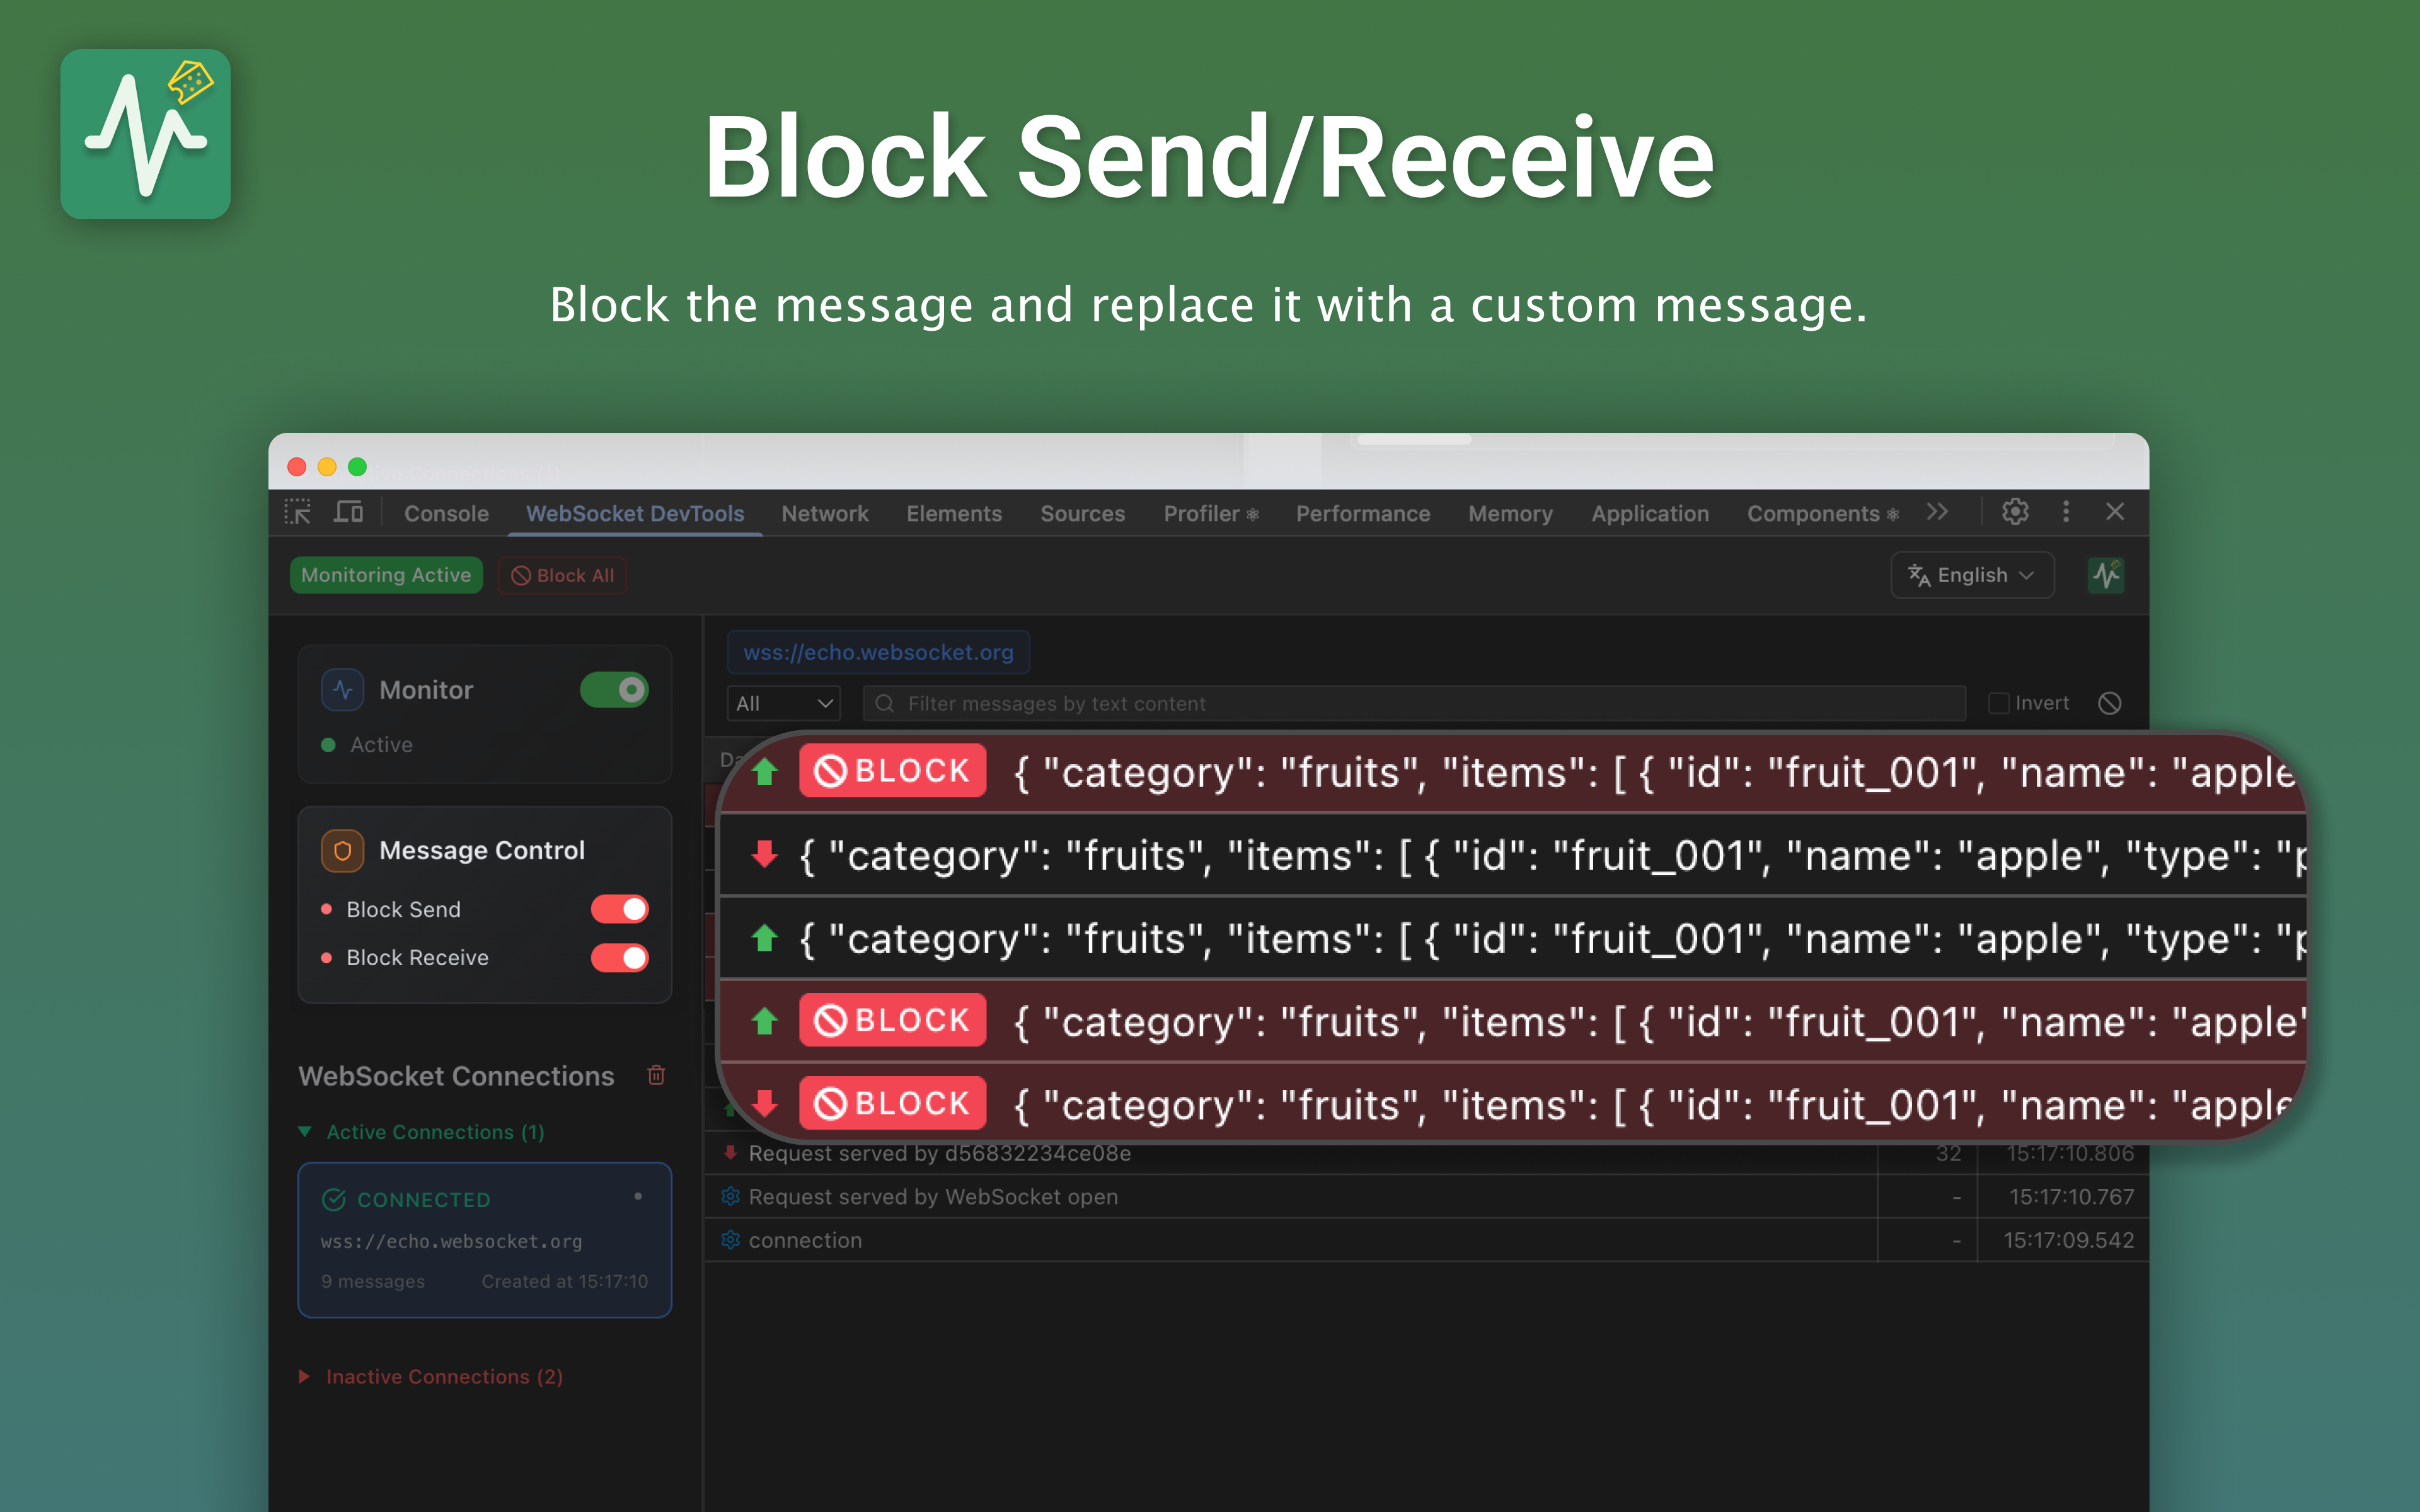 Block Send/Receive
Block the message and replace it with a custom message.
Console WebSocket DevTools Network Elements Sources Profiler Performance Memory Application Components
Monitoring Active Block All English
Monitor
Active
Message Control
Block Send
Block Receive
WebSocket Connections
Active Connections (1)
CONNECTED
wss://echo.websocket.org
9 messages Created at 15:17:10
Inactive Connections (2)
wss://echo.websocket.org
All Filter messages by text content Invert
BLOCK { "category": "fruits", "items": [ { "id": "fruit_001", "name": "apple
{ "category": "fruits", "items": [ { "id": "fruit_001", "name": "apple", "type": "p
{ "category": "fruits", "items": [ { "id": "fruit_001", "name": "apple", "type": "p
BLOCK { "category": "fruits", "items": [ { "id": "fruit_001", "name": "apple"
BLOCK { "category": "fruits", "items": [ { "id": "fruit_001", "name": "apple
Request served by d56832234ce08e 32 15:17:10.806
Request served by WebSocket open - 15:17:10.767
connection - 15:17:09.542